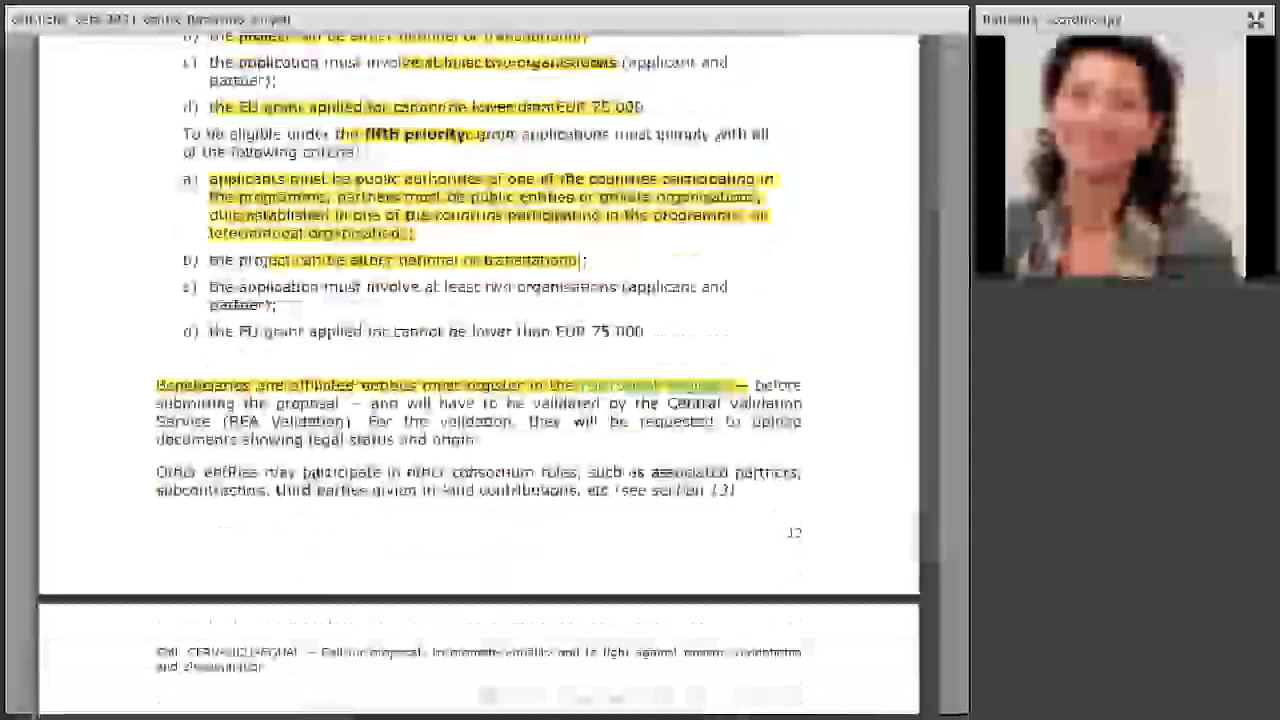 b) the project can be either national or transnational;
c) the application must involve at least two organisations (applicant and
partner);
d) the EU grant applied for cannot be lower than EUR 75 000
To be eligible under the fifth priority, grant applications must comply with all
of the following criteria:
a) applicants must be public authorities of one of the countries participating in
the programme, partners must be public entities or private organisations,
duly established in one of the countries participating in the programme, or
international organisations;
b) the project can be either national or transnational;
c) the application must involve at least two organisations (applicant and
partner);
d) the EU grant applied for cannot be lower than EUR 75 000
Beneficiaries and affiliated entities must register in the — before
submitting the proposal — and will have to be validated by the Central Validation
Service (REA Validation). For the validation, they will be requested to upload
documents showing legal status and origin.
Other entities may participate in other consortium roles, such as associated partners,
subcontractors, third parties giving in-kind contributions, etc (see section 13)
12
Call: CERV-2021-EQUAL — Call for proposals to promote equality and to fight against racism, xenophobia
and discrimination